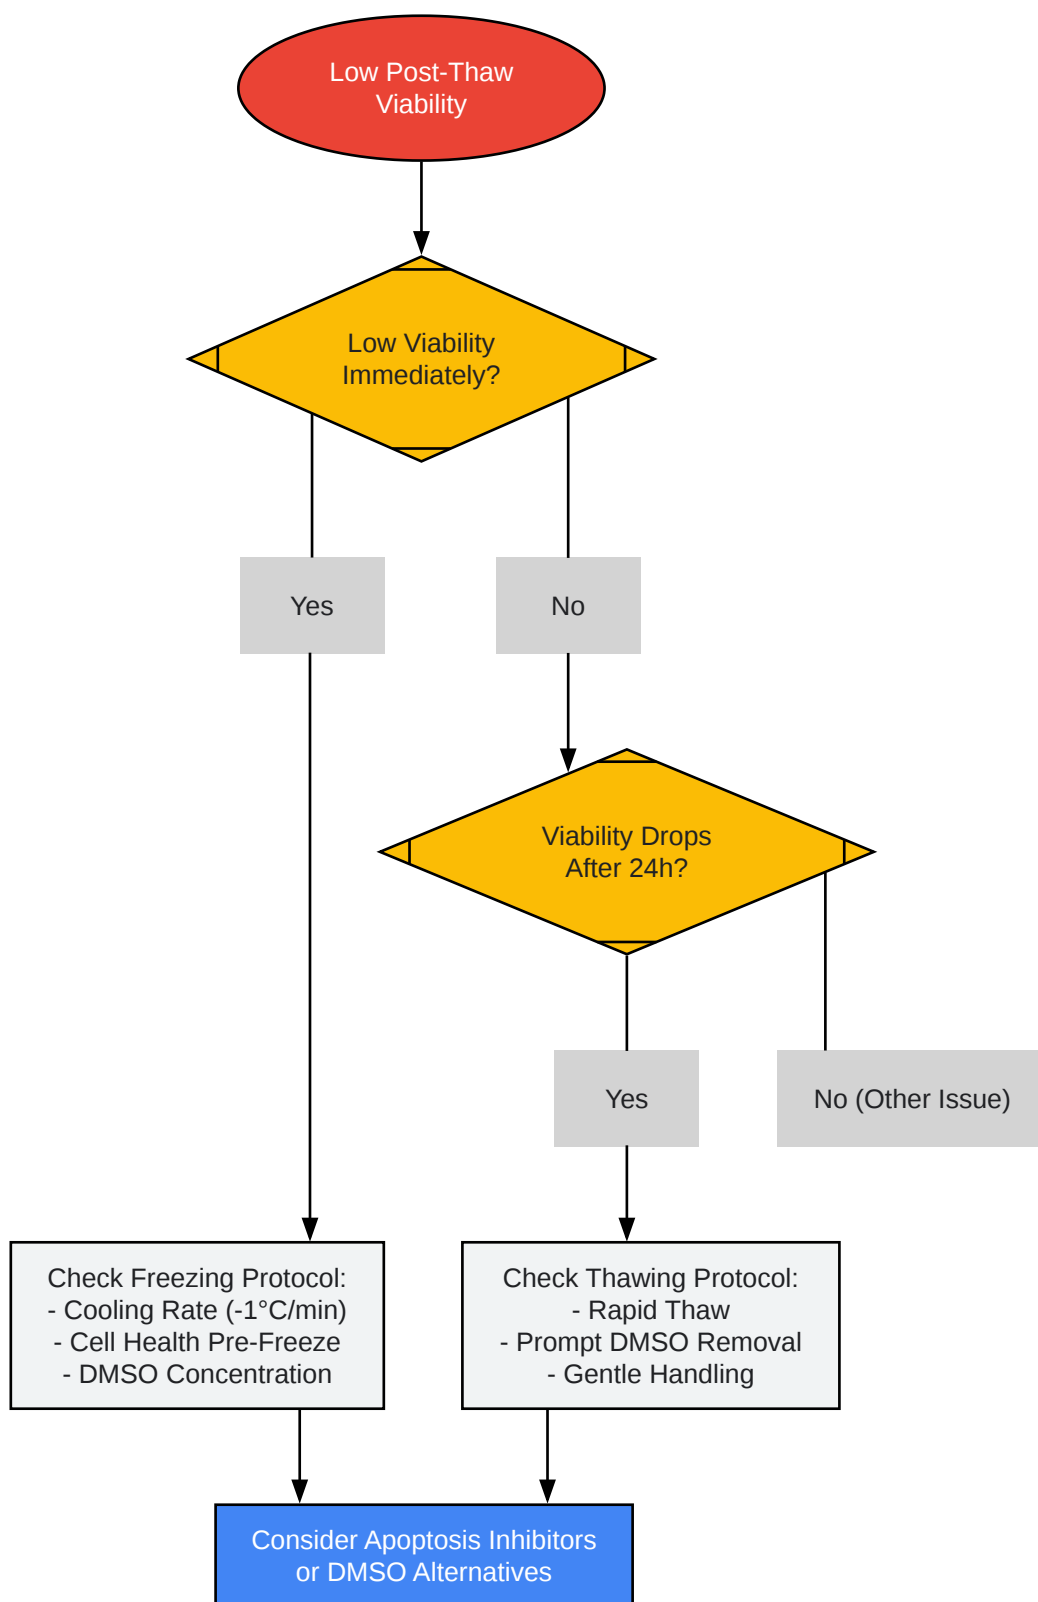 Low Post-Thaw
Viability
Low Viability
Immediately?
Yes
No
Viability Drops
After 24h?
Yes
No (Other Issue)
Check Freezing Protocol:
- Cooling Rate (-1°C/min)
- Cell Health Pre-Freeze
- DMSO Concentration
Check Thawing Protocol:
- Rapid Thaw
- Prompt DMSO Removal
- Gentle Handling
Consider Apoptosis Inhibitors
or DMSO Alternatives